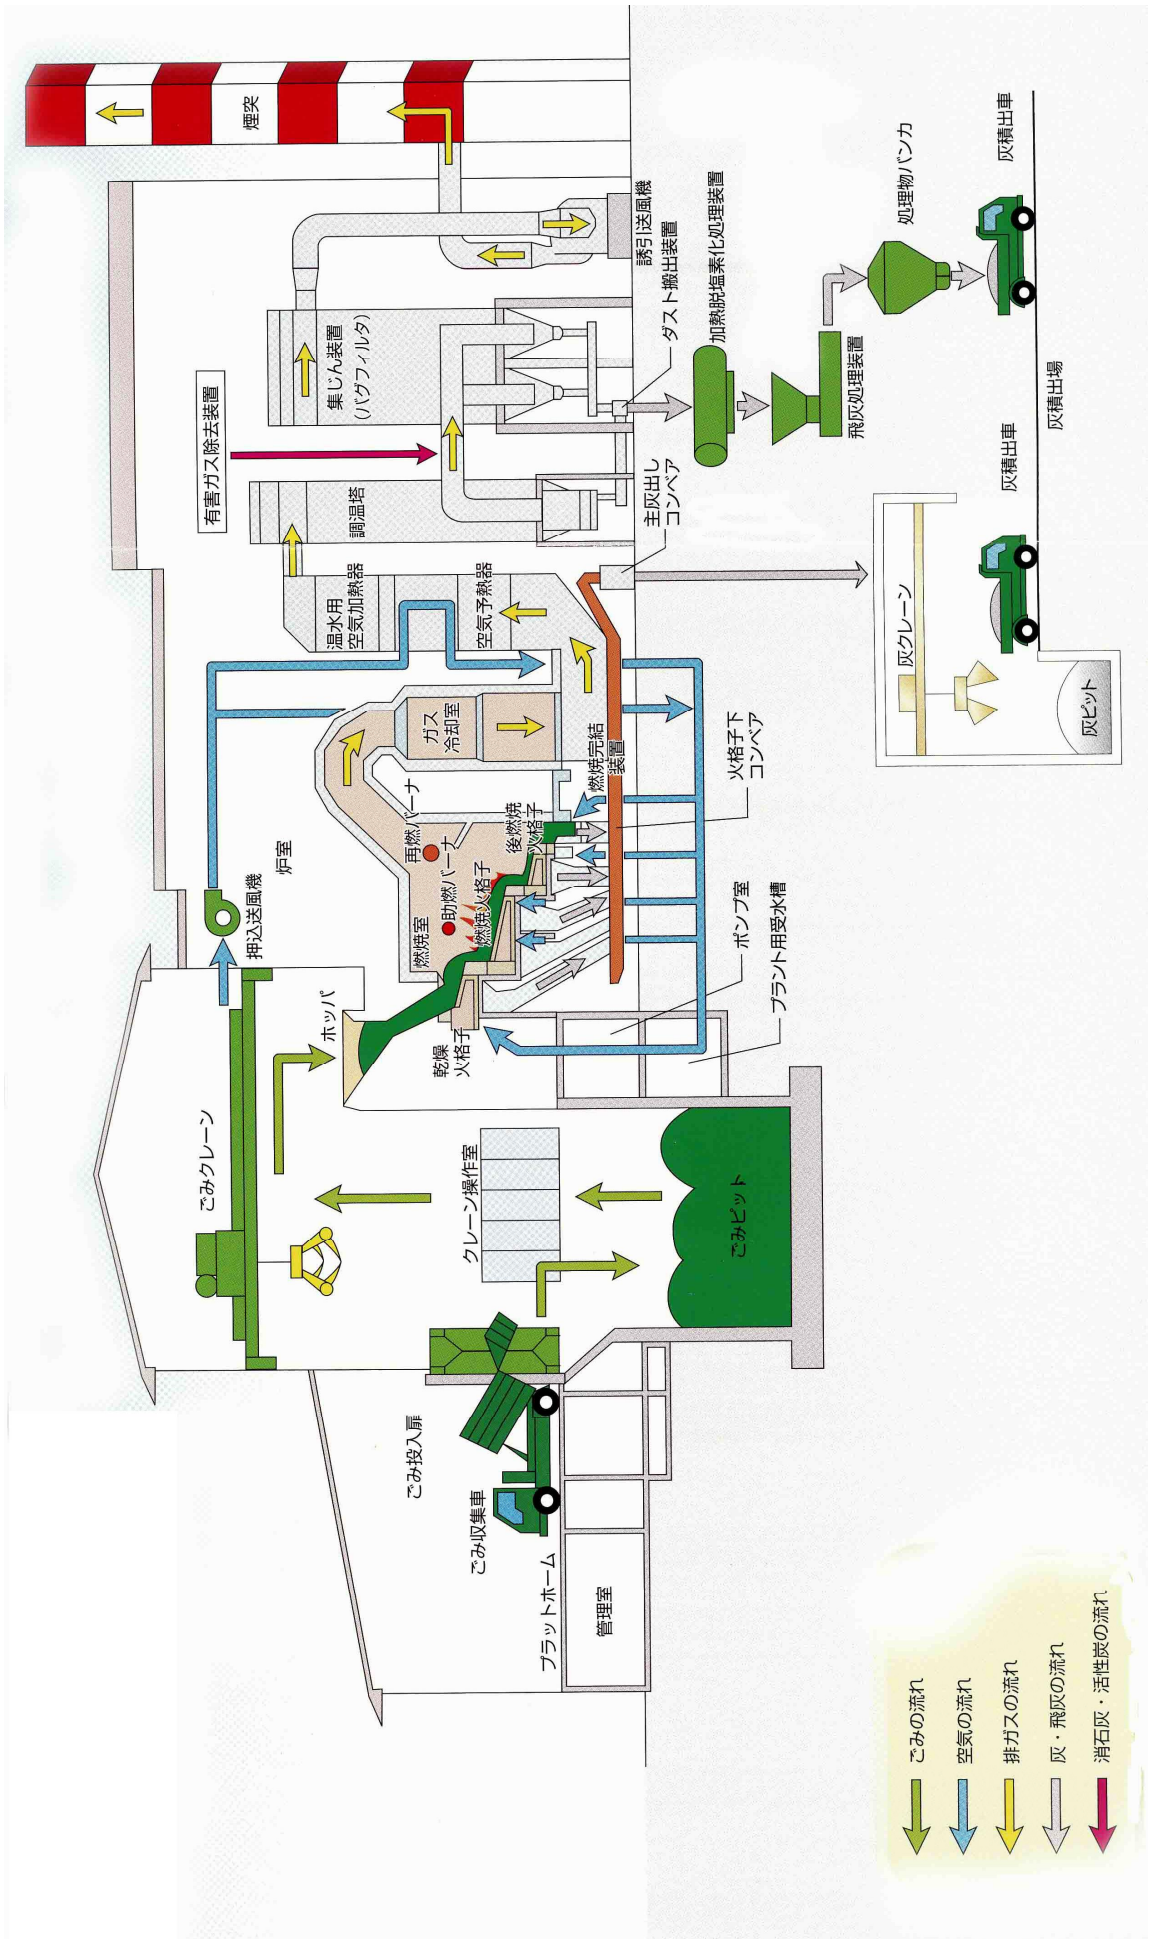 煙突
有害ガス除去装置
集じん装置
(バグフィルタ)
調温塔
温水用
空気加熱器
空気予熱器
誘引送風機
ダスト搬出装置
加熱脱塩素化処理装置
飛灰処理装置
処理物バンカ
灰積出車
灰積出場
灰積出車
主灰出し
コンベア
灰クレーン
灰ピット
押込送風機
炉室
ガス
冷却室
再燃バーナ
助燃バーナ
燃焼室
燃焼火格子
後燃焼
火格子
燃焼完結
装置
火格子下
コンベア
乾燥
火格子
ポンプ室
プラント用受水槽
ホッパ
ごみクレーン
クレーン操作室
ごみピット
ごみ投入扉
ごみ収集車
プラットホーム
管理室
ごみの流れ
空気の流れ
排ガスの流れ
灰・飛灰の流れ
消石灰・活性炭の流れ